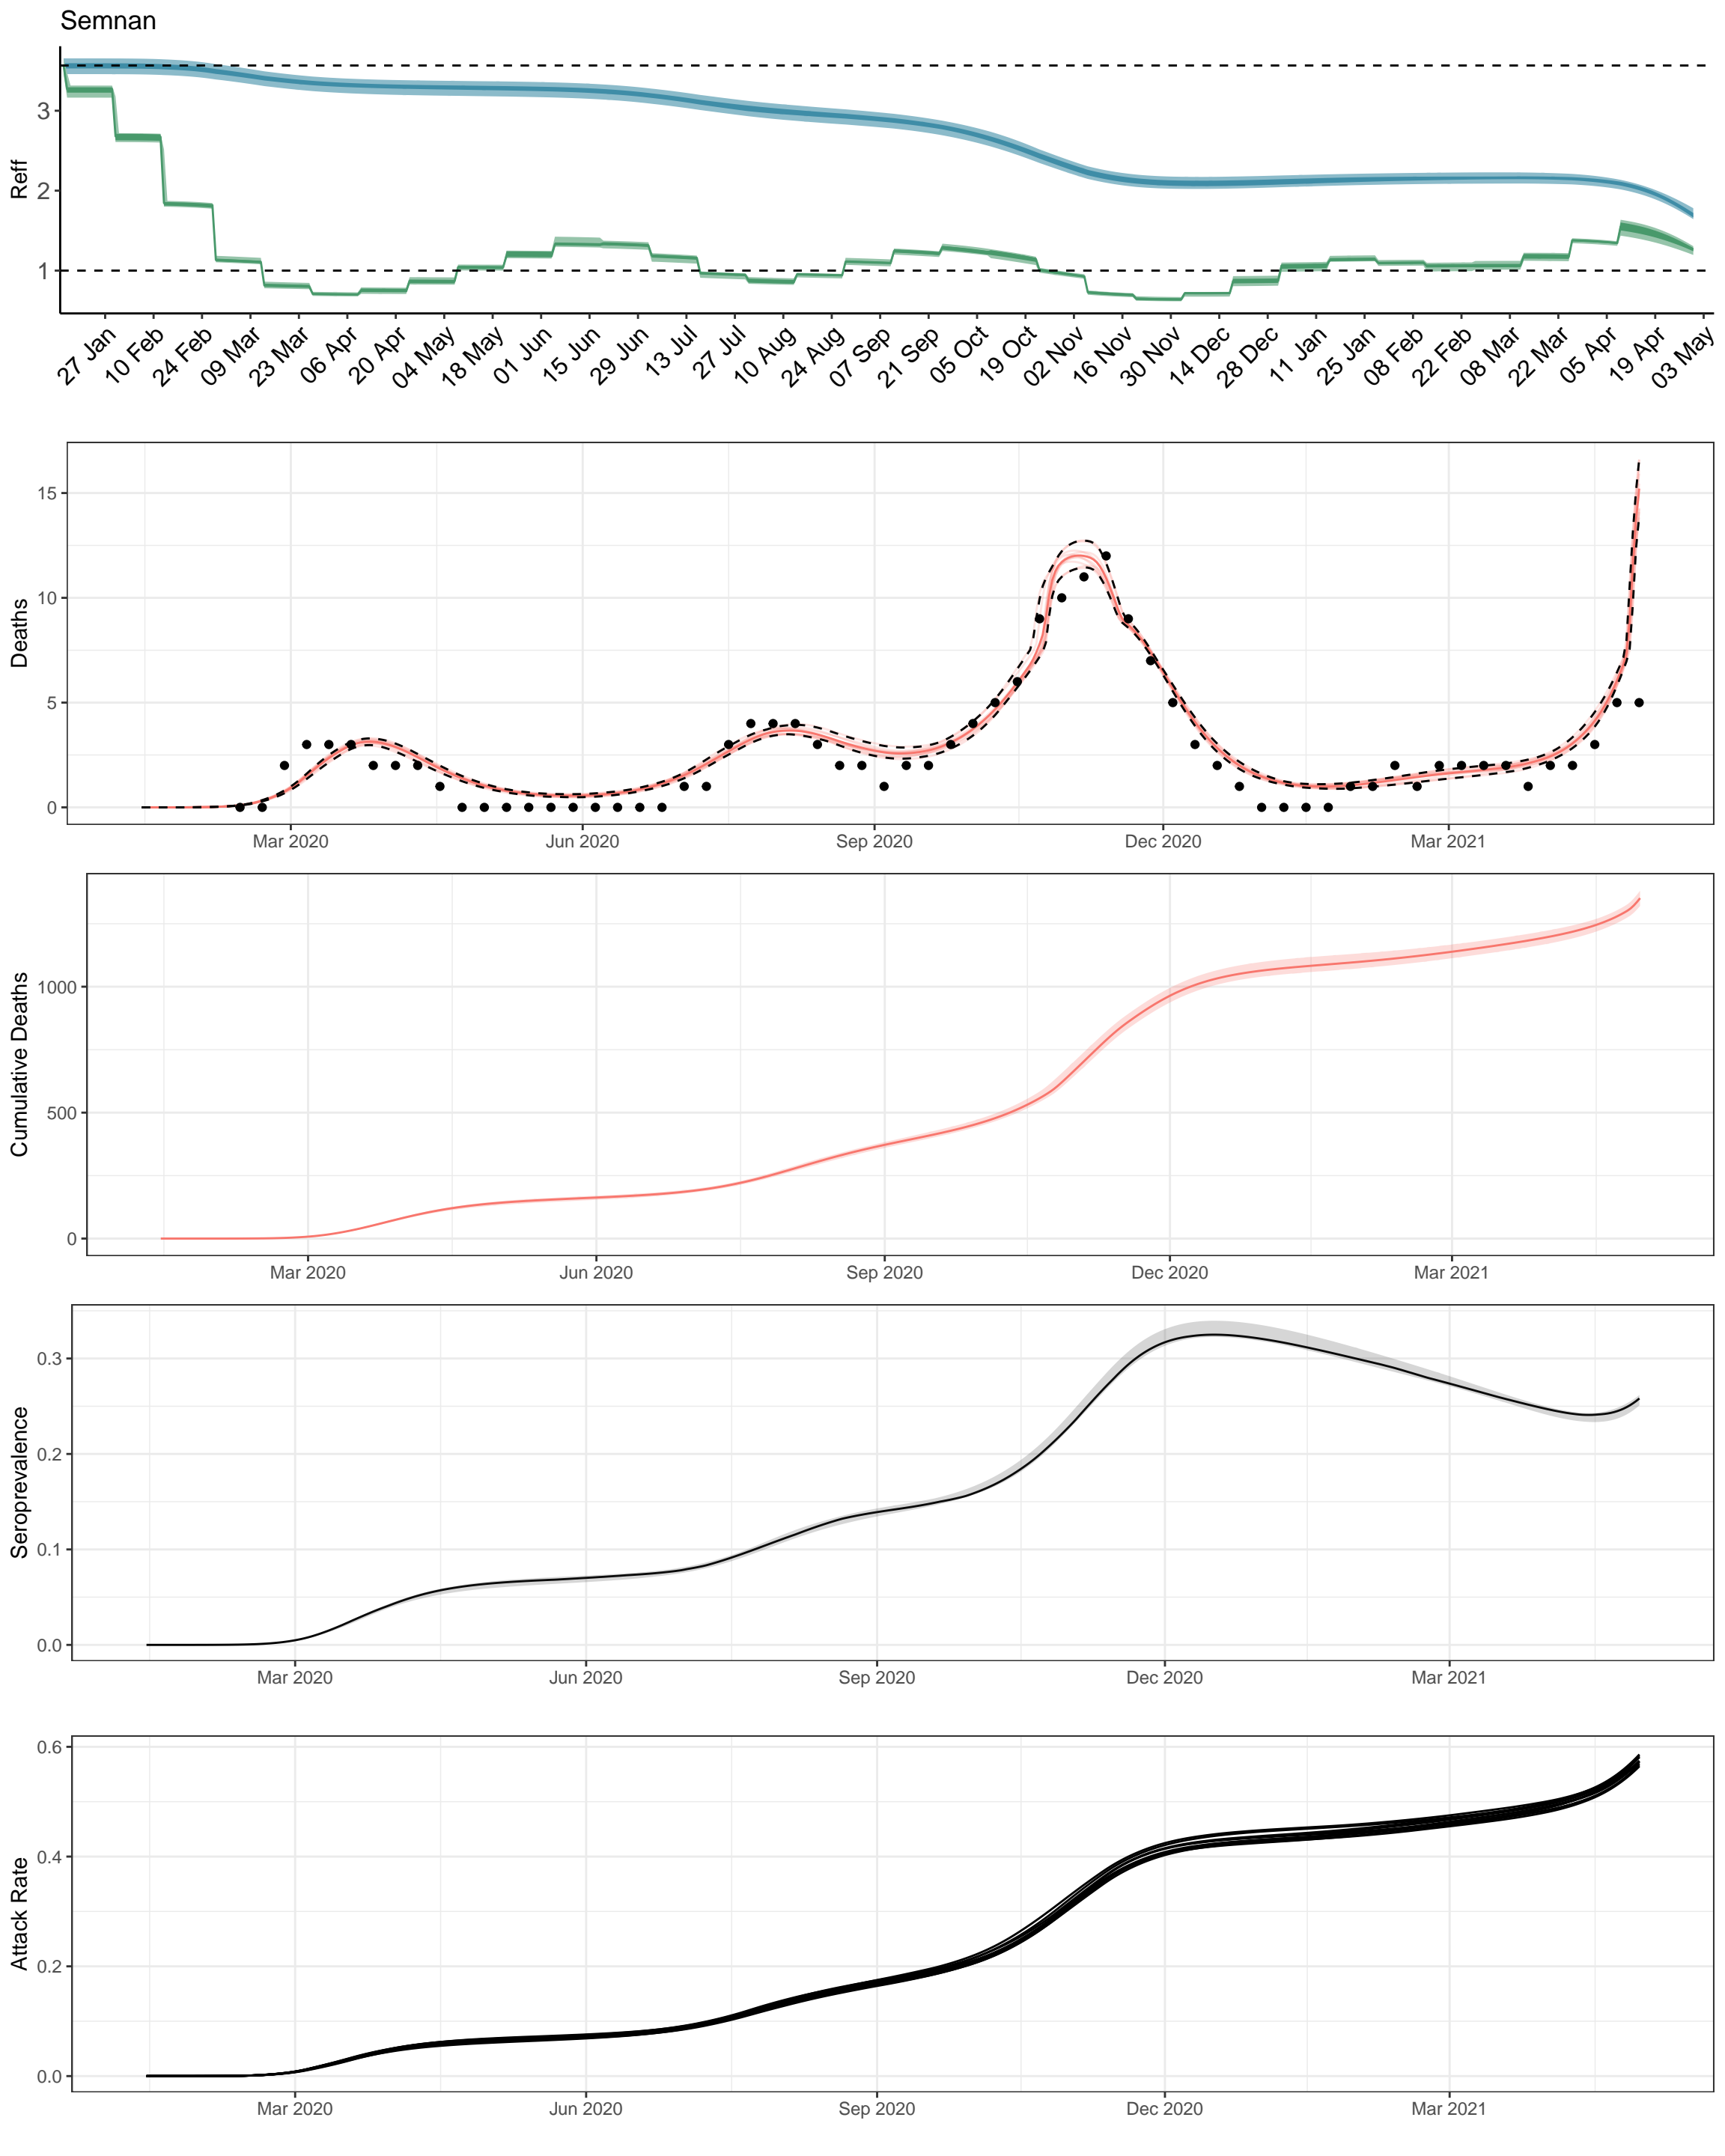 Semnan
Reff
3
2
1
27 Jan
10 Feb
24 Feb
09 Mar
23 Mar
06 Apr
20 Apr
04 May
18 May
01 Jun
15 Jun
29 Jun
13 Jul
27 Jul
10 Aug
24 Aug
07 Sep
21 Sep
05 Oct
19 Oct
02 Nov
16 Nov
30 Nov
14 Dec
28 Dec
11 Jan
25 Jan
08 Feb
22 Feb
08 Mar
22 Mar
05 Apr
19 Apr
03 May
Deaths
15
10
5
0
Mar 2020
Jun 2020
Sep 2020
Dec 2020
Mar 2021
Cumulative Deaths
1000
500
0
Mar 2020
Jun 2020
Sep 2020
Dec 2020
Mar 2021
Seroprevalence
0.3
0.2
0.1
0.0
Mar 2020
Jun 2020
Sep 2020
Dec 2020
Mar 2021
Attack Rate
0.6
0.4
0.2
0.0
Mar 2020
Jun 2020
Sep 2020
Dec 2020
Mar 2021